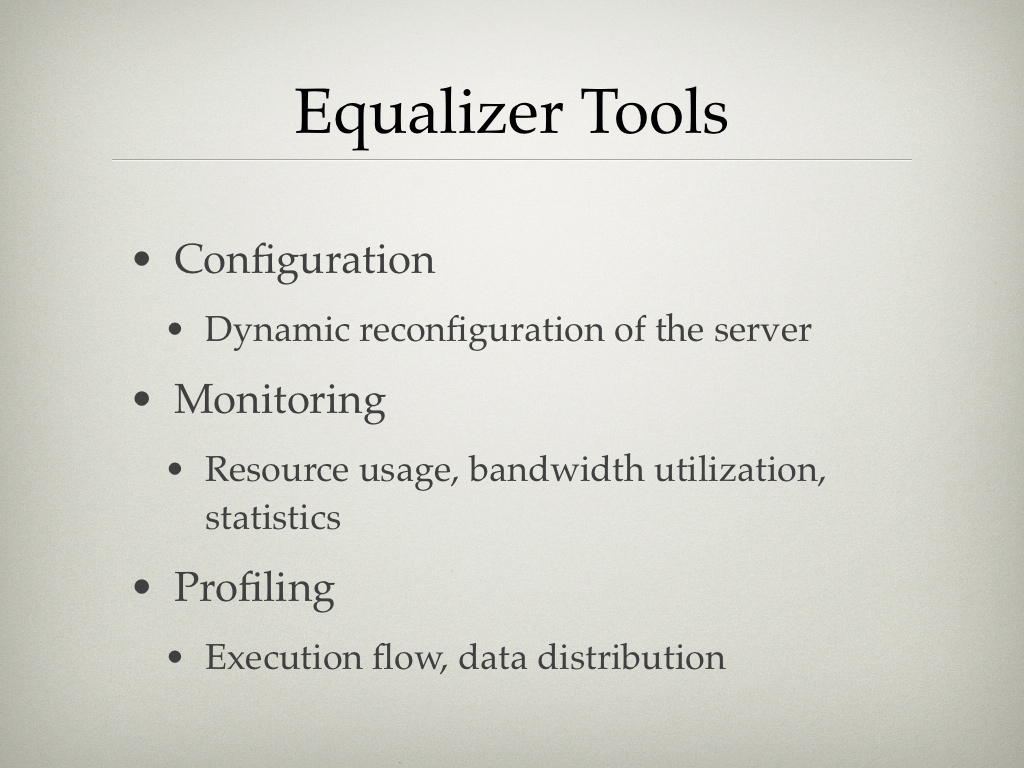 Equalizer Tools
• Configuration
• Dynamic reconfiguration of the server
• Monitoring
• Resource usage, bandwidth utilization,
statistics
• Profiling
• Execution flow, data distribution